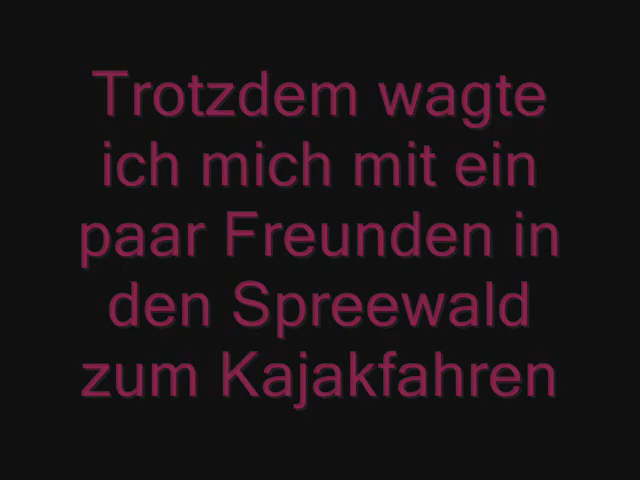 Trotzdem wagte
ich mich mit ein
paar Freunden in
den Spreewald
zum Kajakfahren